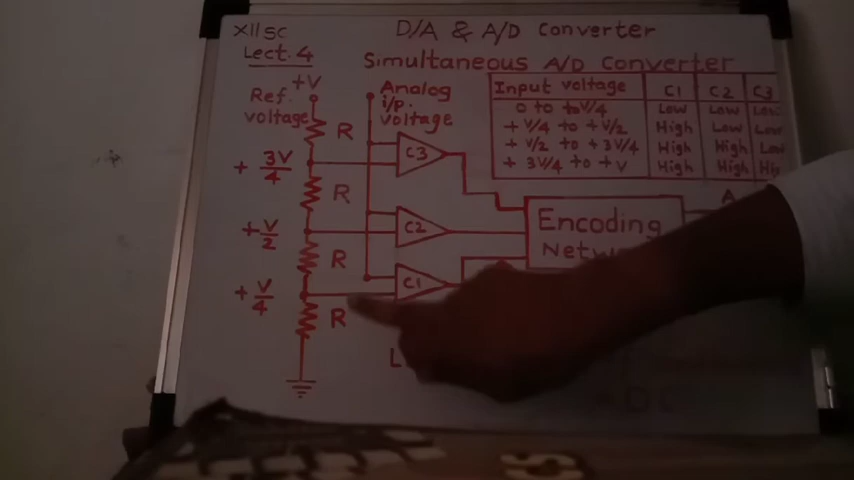 XII SC
Lect. 4
D/A & A/D Converter
Simultaneous A/D Converter
+V
Ref.
voltage
Analog
i/p.
voltage
R
+ 3V/4
R
+ V/2
R
+ V/4
R
C3
C2
C1
Input voltage C1 C2 C3
0 to +V/4 Low Low Low
+ V/4 to + V/2 High Low Low
+ V/2 to + 3V/4 High High Low
+ 3V/4 to + V High High
Encoding
A
L
ADC